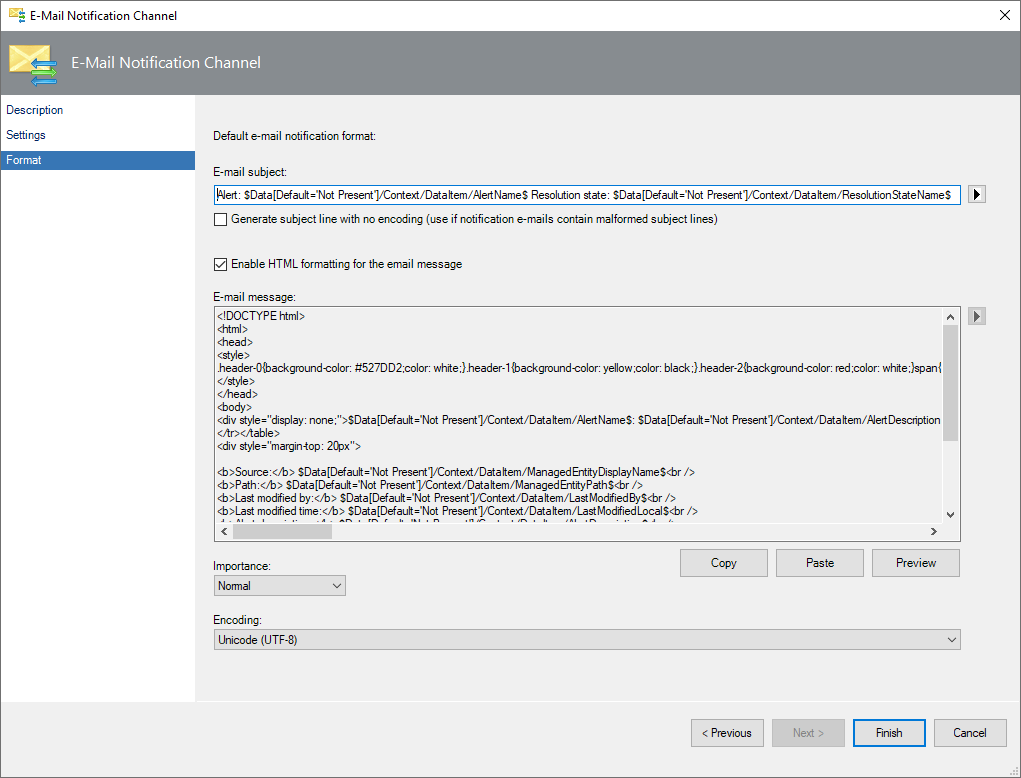 E-Mail Notification Channel
E-Mail Notification Channel
Description
Settings
Format
Default e-mail notification format:
E-mail subject:
Alert: $Data[Default='Not Present']/Context/DataItem/AlertName$ Resolution state: $Data[Default='Not Present']/Context/DataItem/ResolutionStateName$
Generate subject line with no encoding (use if notification e-mails contain malformed subject lines)
Enable HTML formatting for the email message
E-mail message:
<!DOCTYPE html>
<html>
<head>
<style>
.header-0{background-color: #527DD2;color: white;}.header-1{background-color: yellow;color: black;}.header-2{background-color: red;color: white;}span{
</style>
</head>
<body>
<div style="display: none;">$Data[Default='Not Present']/Context/DataItem/AlertName$: $Data[Default='Not Present']/Context/DataItem/AlertDescription
</tr></table>
<div style="margin-top: 20px">
<b>Source:</b> $Data[Default='Not Present']/Context/DataItem/ManagedEntityDisplayName$<br />
<b>Path:</b> $Data[Default='Not Present']/Context/DataItem/ManagedEntityPath$<br />
<b>Last modified by:</b> $Data[Default='Not Present']/Context/DataItem/LastModifiedBy$<br />
<b>Last modified time:</b> $Data[Default='Not Present']/Context/DataItem/LastModifiedLocal$<br />
Importance:
Copy
Paste
Preview
Normal
Encoding:
Unicode (UTF-8)
< Previous
Next >
Finish
Cancel